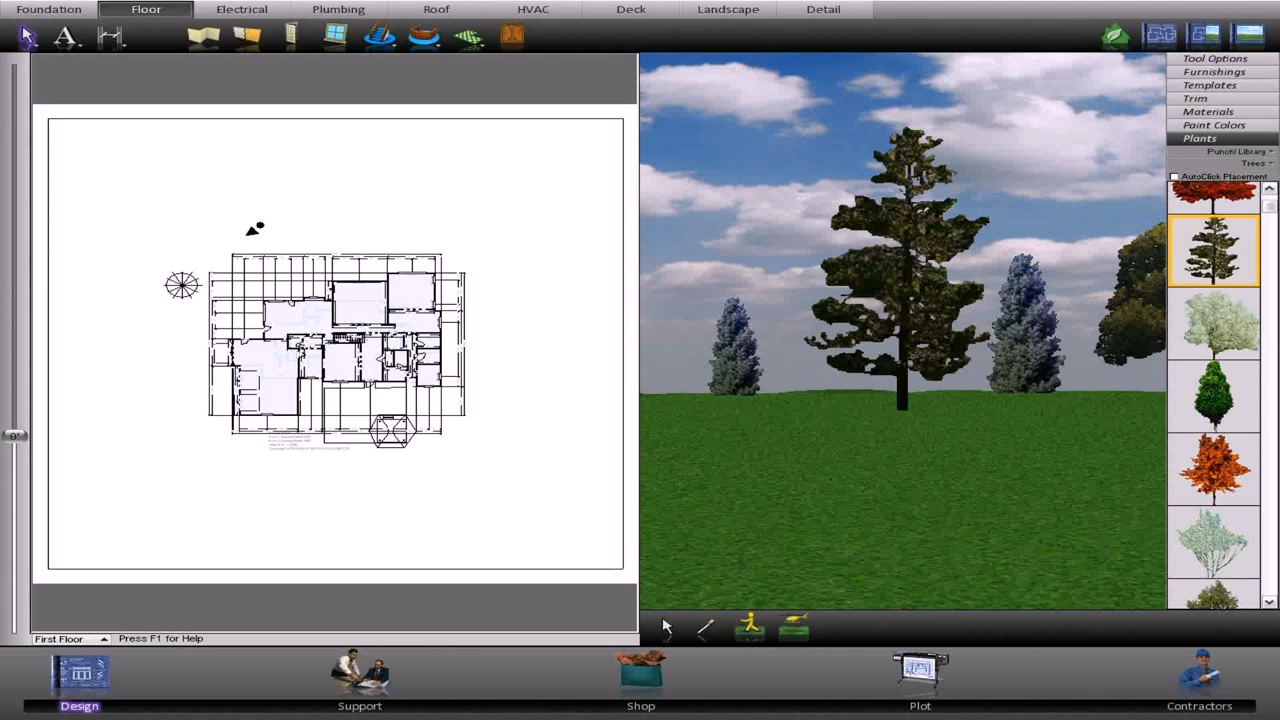 Foundation
Floor
Electrical
Plumbing
Roof
HVAC
Deck
Landscape
Detail
A
Tool Options
Furnishings
Templates
Trim
Materials
Paint Colors
Plants
Punch! Library
Trees
AutoClick Placement
0'
First Floor
Press F1 for Help
Design
Support
Shop
Plot
Contractors